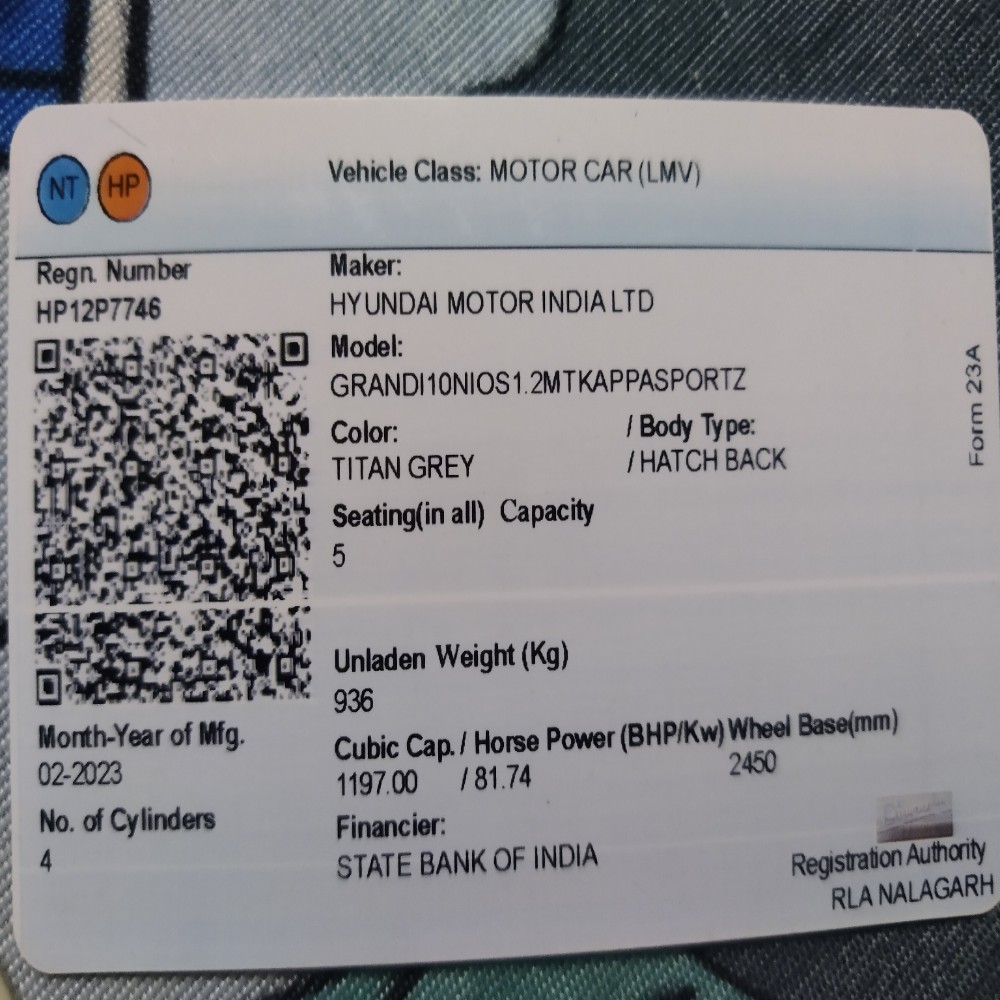 NT HP Vehicle Class: MOTOR CAR (LMV)
Regn. Number
HP12P7746
Maker:
HYUNDAI MOTOR INDIA LTD
Model:
GRANDI10NIOS1.2MTKAPPASPORTZ
Color: / Body Type:
TITAN GREY / HATCH BACK
Seating(in all) Capacity
5
Unladen Weight (Kg)
936
Month-Year of Mfg.
02-2023
Cubic Cap. / Horse Power (BHP/Kw) Wheel Base(mm)
1197.00 / 81.74 2450
No. of Cylinders
4
Financier:
STATE BANK OF INDIA
Form 23A
Registration Authority
RLA NALAGARH